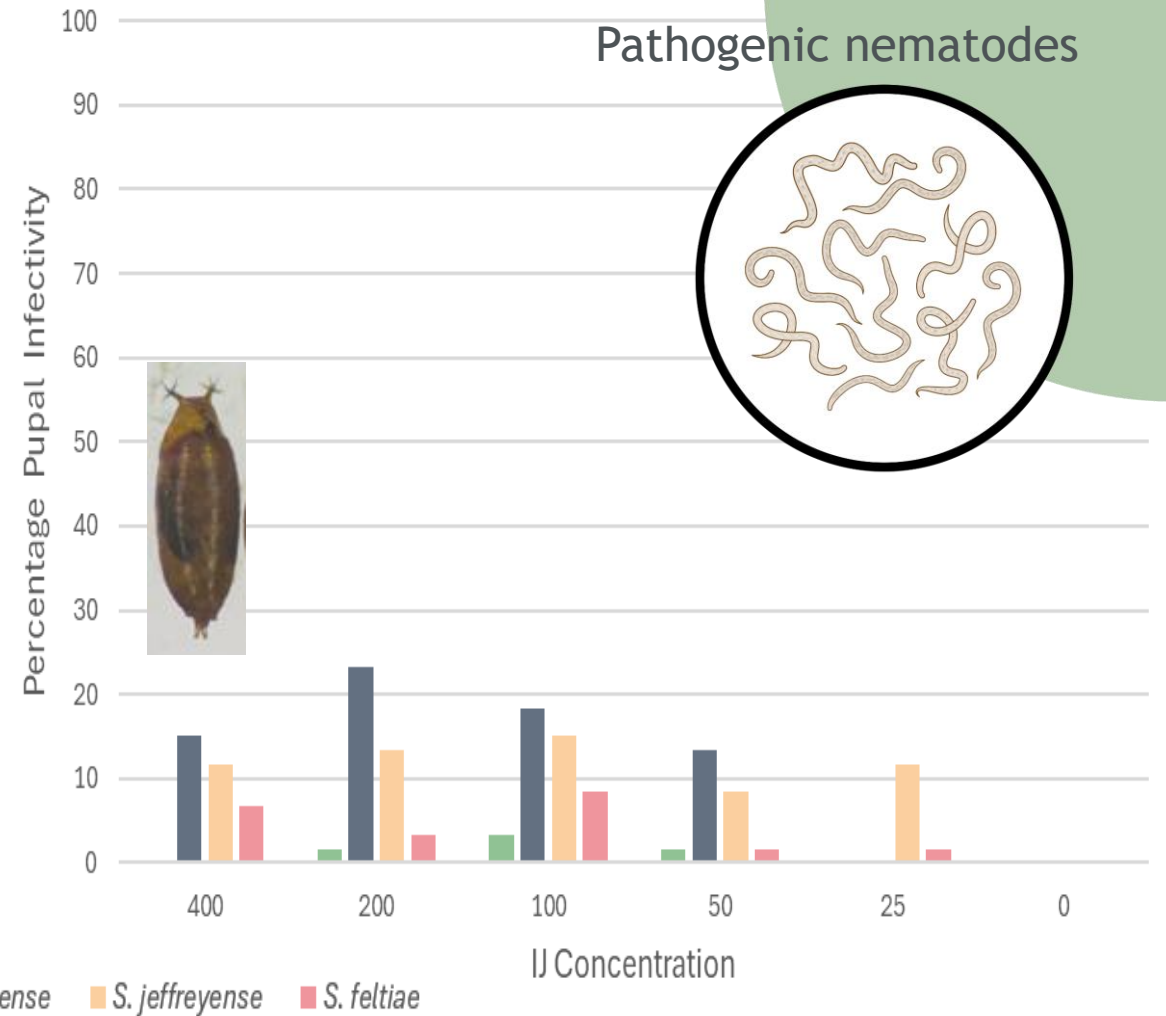 Pathogenic nematodes
Percentage Pupal Infectivity
100
90
80
70
60
50
40
30
20
10
0
400 200 100 50 25 0
IJ Concentration
ense S. jeffreyense S. feltiae